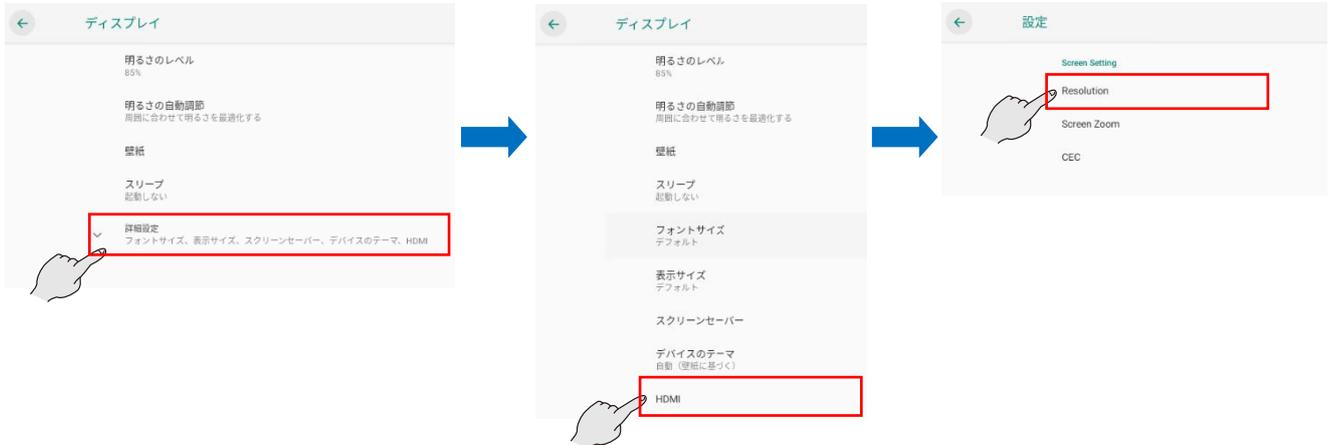 ディスプレイ
明るさのレベル
85%
明るさの自動調節
周囲に合わせて明るさを最適化する
壁紙
スリープ
起動しない
詳細設定
フォントサイズ、表示サイズ、スクリーンセーバー、デバイスのテーマ、HDMI
ディスプレイ
明るさのレベル
85%
明るさの自動調節
周囲に合わせて明るさを最適化する
壁紙
スリープ
起動しない
フォントサイズ
デフォルト
表示サイズ
デフォルト
スクリーンセーバー
デバイスのテーマ
自動（壁紙に基づく）
HDMI
設定
Screen Setting
Resolution
Screen Zoom
CEC